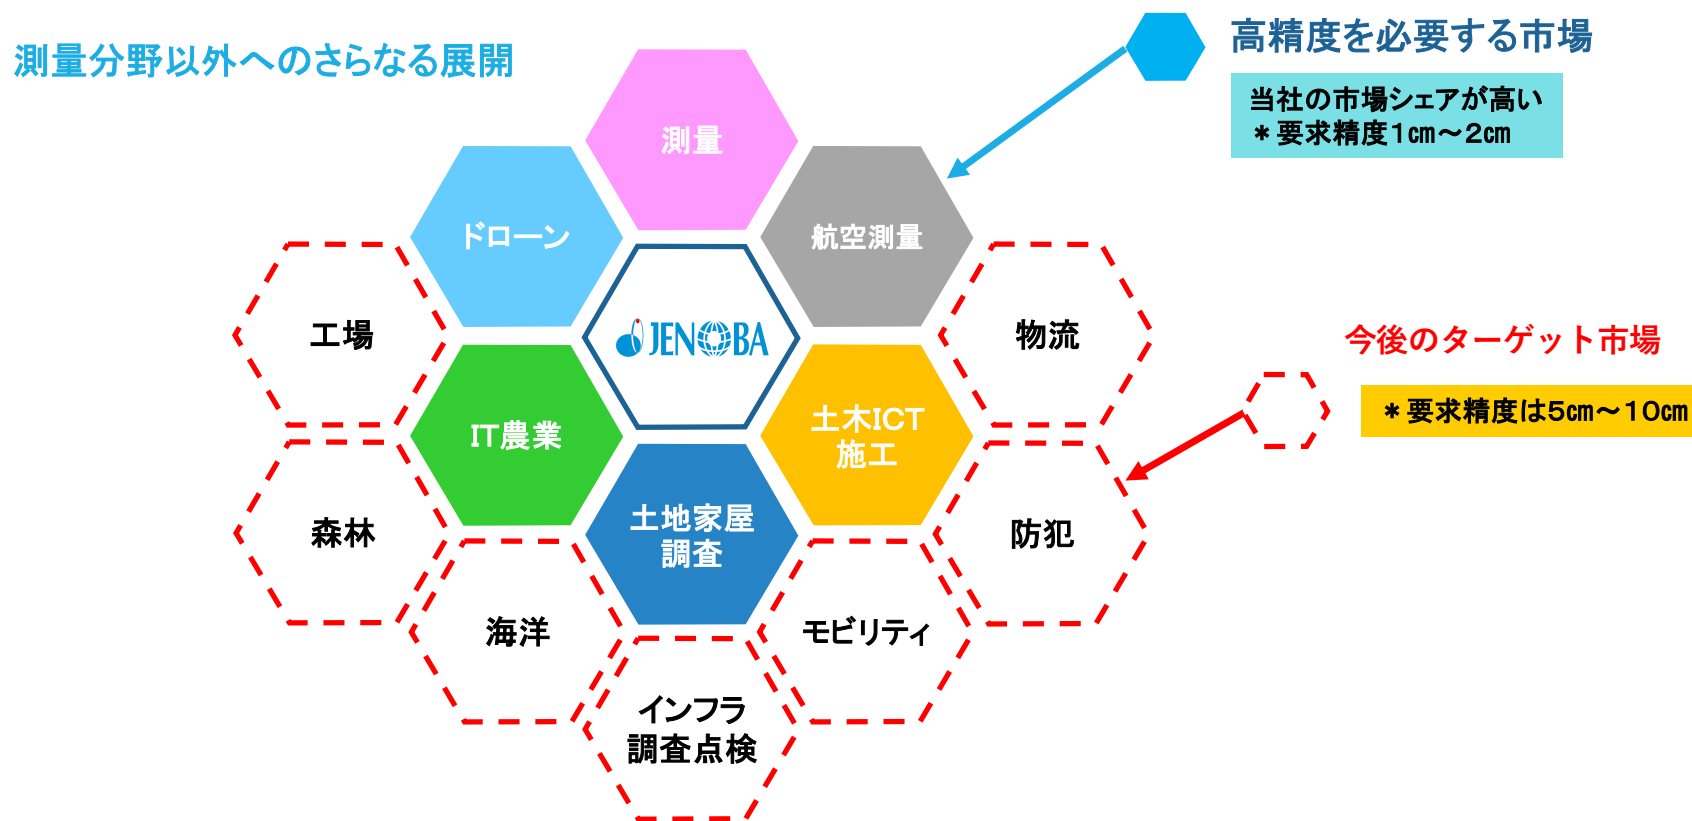 測量分野以外へのさらなる展開
高精度を必要する市場
当社の市場シェアが高い
＊要求精度1㎝～2㎝
測量
ドローン
航空測量
工場
JENOBA
物流
今後のターゲット市場
＊要求精度は5㎝～10㎝
IT農業
土木ICT
施工
土地家屋
調査
森林
防犯
海洋
モビリティ
インフラ
調査点検